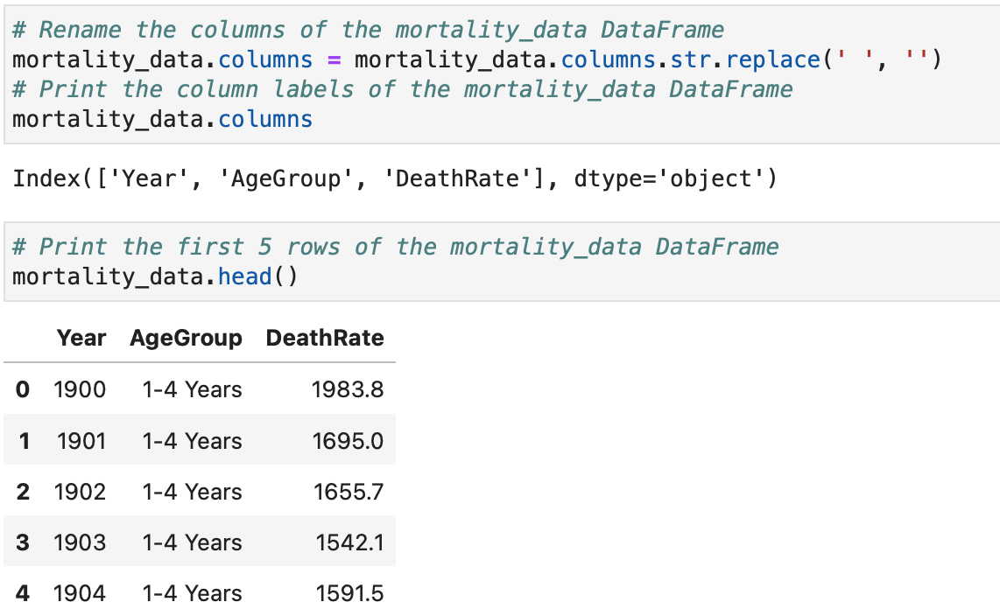 # Rename the columns of the mortality_data DataFrame
mortality_data.columns = mortality_data.columns.str.replace(' ', '')
# Print the column labels of the mortality_data DataFrame
mortality_data.columns
Index(['Year', 'AgeGroup', 'DeathRate'], dtype='object')
# Print the first 5 rows of the mortality_data DataFrame
mortality_data.head()
Year AgeGroup DeathRate
0 1900 1-4 Years 1983.8
1 1901 1-4 Years 1695.0
2 1902 1-4 Years 1655.7
3 1903 1-4 Years 1542.1
4 1904 1-4 Years 1591.5